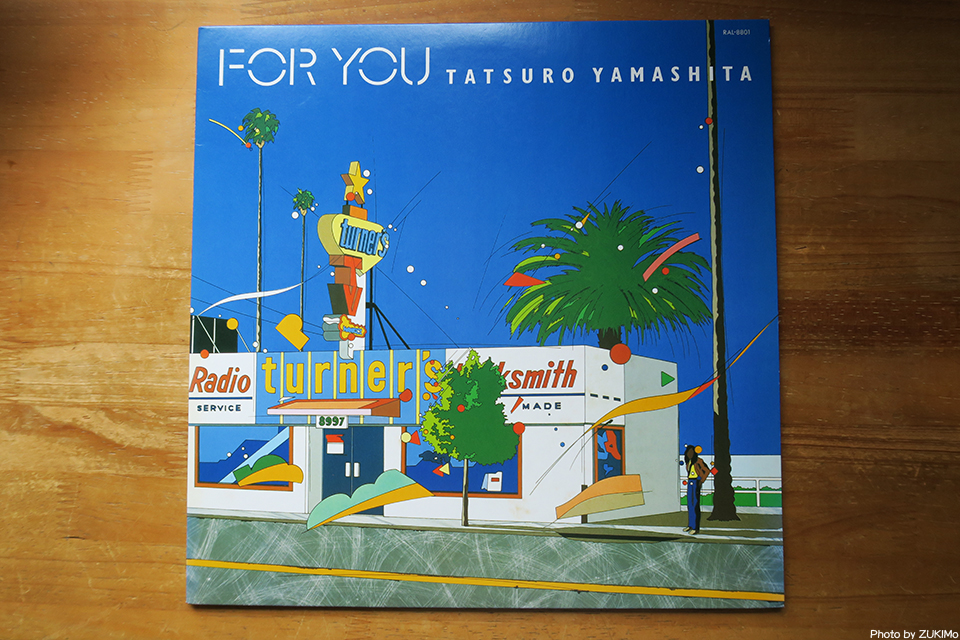 FOR YOU TATSURO YAMASHITA
RAL-8801
turner's
Radio
SERVICE
turner's
ksmith
MADE
8997
Photo by ZUKIMo